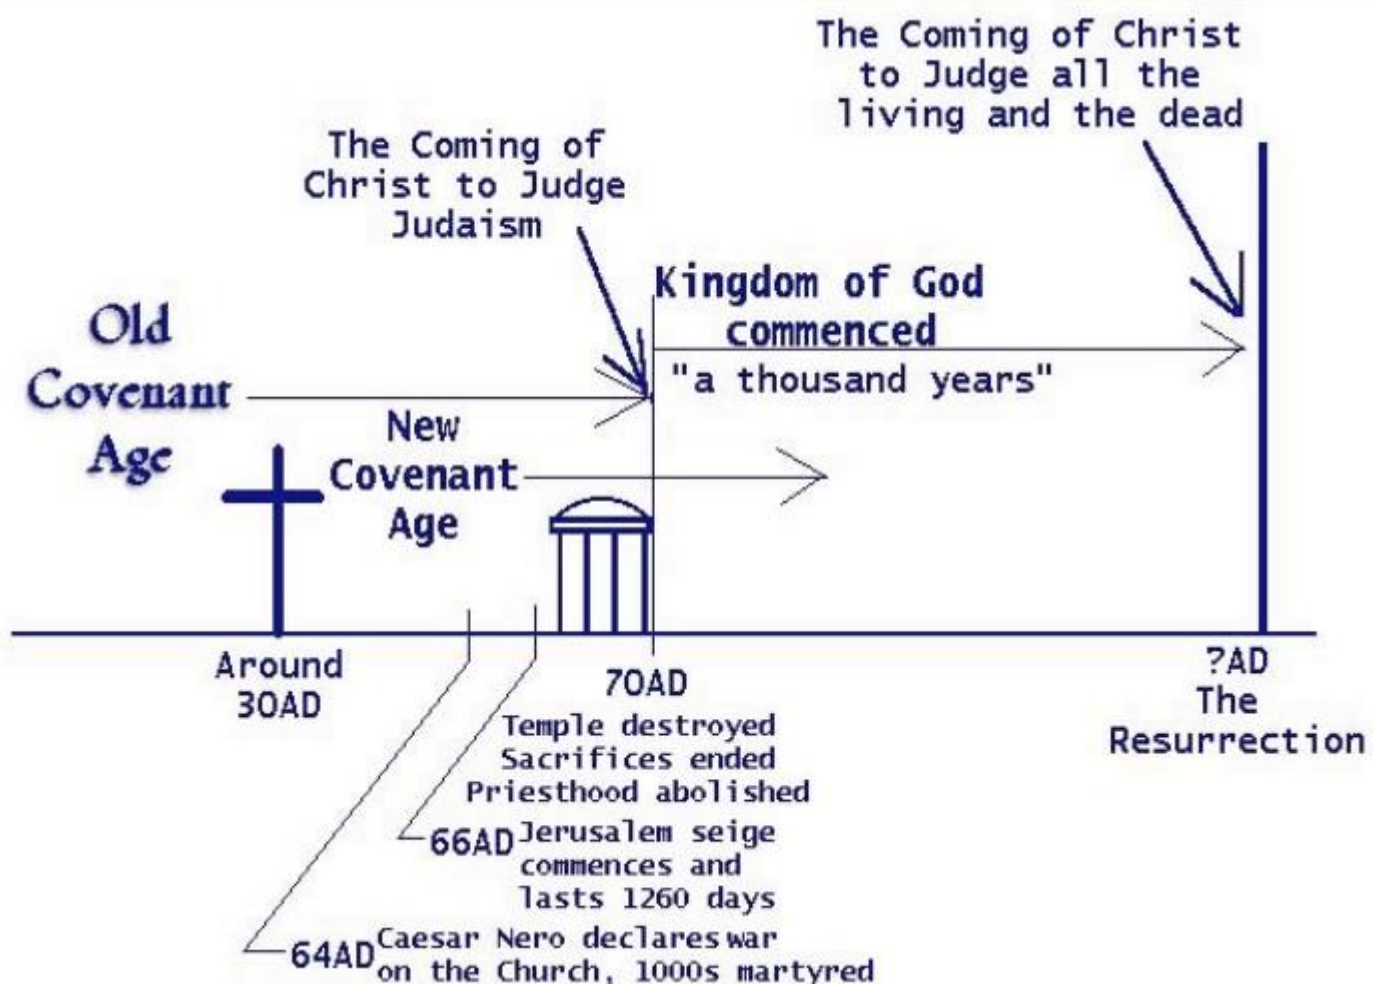 The Coming of Christ
to Judge all the
living and the dead
The Coming of
Christ to Judge
Judaism
Kingdom of God
commenced
"a thousand years"
Old
Covenant
Age
New
Covenant
Age
Around
30AD
70AD
Temple destroyed
Sacrifices ended
Priesthood abolished
66AD Jerusalem seige
commences and
lasts 1260 days
64AD Caesar Nero declares war
on the Church, 1000s martyred
?AD
The
Resurrection